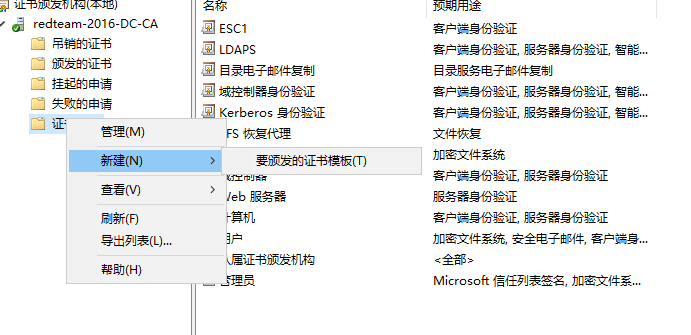 证书颁发机构(本地)
redteam-2016-DC-CA
吊销的证书
颁发的证书
挂起的申请
失败的申请
证书
管理(M)
新建(N)
查看(V)
刷新(F)
导出列表(L)...
帮助(H)
要颁发的证书模板(T)
名称 预期用途
ESC1 客户端身份验证
LDAPS 客户端身份验证, 服务器身份验证, 智能...
目录电子邮件复制 目录服务电子邮件复制
域控制器身份验证 客户端身份验证, 服务器身份验证, 智能...
Kerberos 身份验证 客户端身份验证, 服务器身份验证, 智能...
FS 恢复代理 文件恢复
加密文件系统
域控制器 客户端身份验证, 服务器身份验证
Web 服务器 服务器身份验证
计算机 客户端身份验证, 服务器身份验证
用户 加密文件系统, 安全电子邮件, 客户端身...
从属证书颁发机构 <全部>
管理员 Microsoft 信任列表签名, 加密文件系...